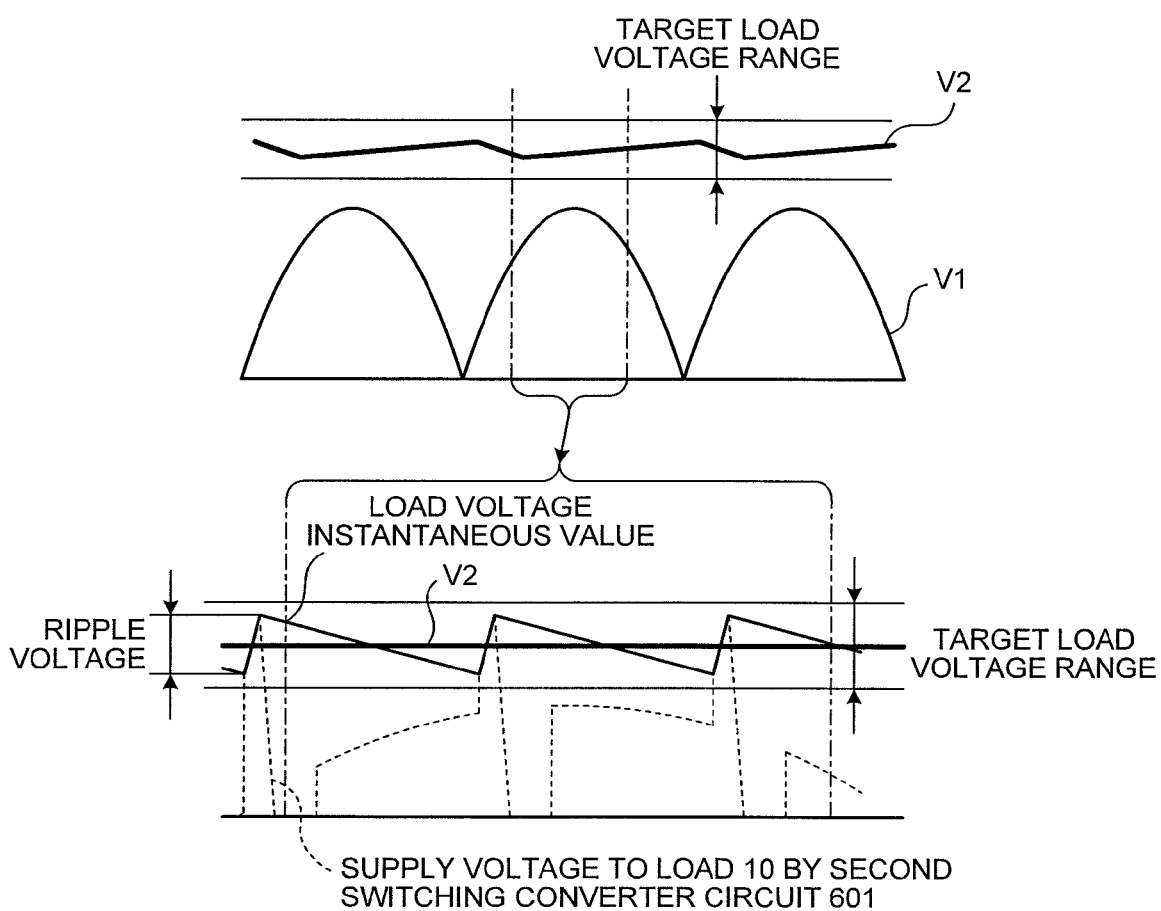 TARGET LOAD
VOLTAGE RANGE
V2
V1
LOAD VOLTAGE
INSTANTANEOUS VALUE
V2
RIPPLE
VOLTAGE
TARGET LOAD
VOLTAGE RANGE
SUPPLY VOLTAGE TO LOAD 10 BY SECOND
SWITCHING CONVERTER CIRCUIT 601